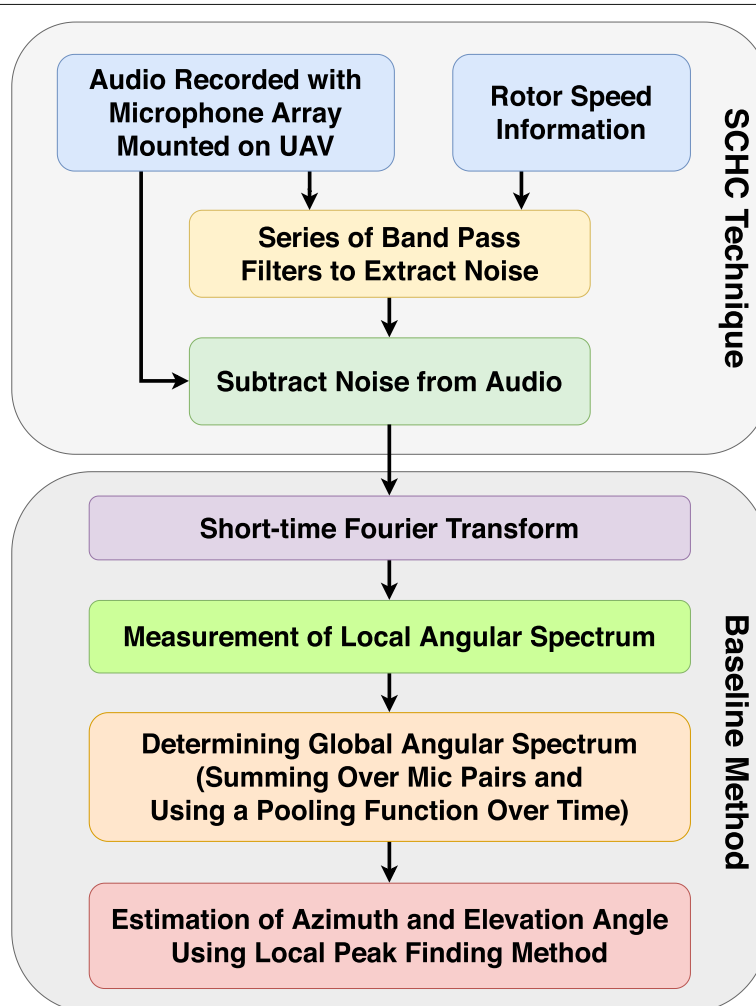 Audio Recorded with
Microphone Array
Mounted on UAV
Rotor Speed
Information
SCHC Technique
Series of Band Pass
Filters to Extract Noise
Subtract Noise from Audio
Short-time Fourier Transform
Measurement of Local Angular Spectrum
Baseline Method
Determining Global Angular Spectrum
(Summing Over Mic Pairs and
Using a Pooling Function Over Time)
Estimation of Azimuth and Elevation Angle
Using Local Peak Finding Method